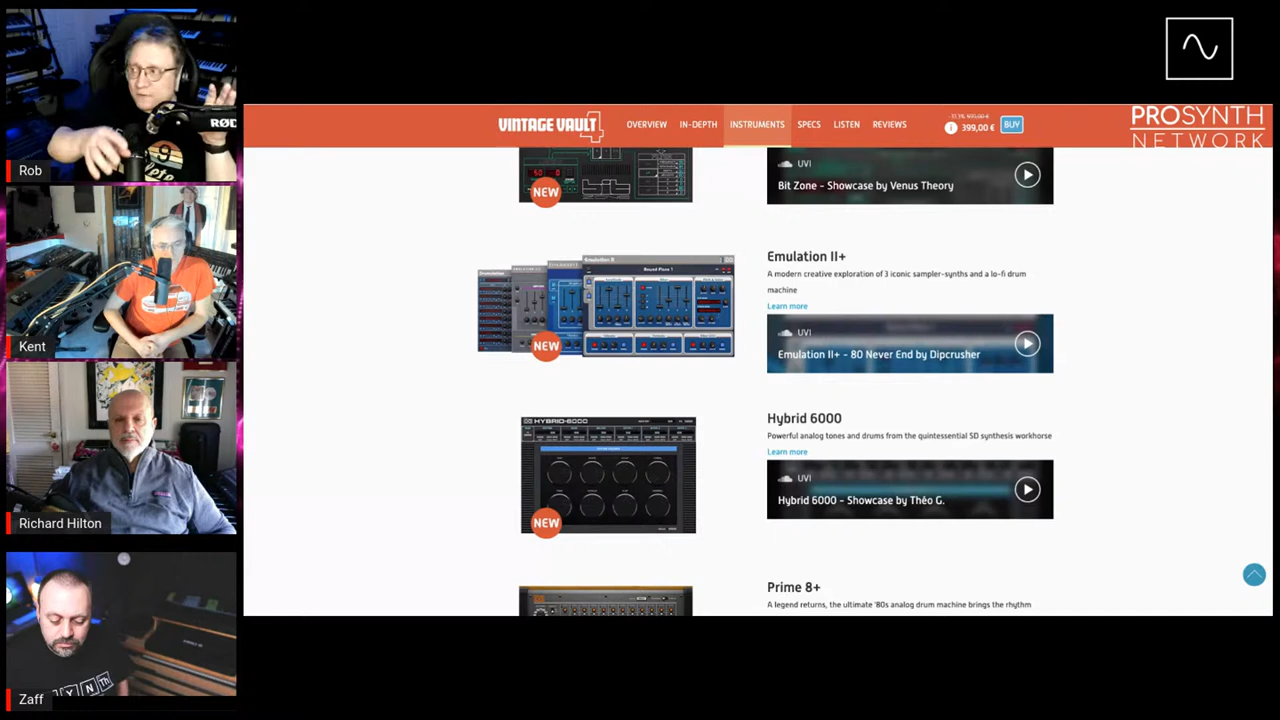 Rob
RØD
9
Kent
Richard Hilton
Zaff
YNTh
VINTAGE VAULT 4
OVERVIEW
IN-DEPTH
INSTRUMENTS
SPECS
LISTEN
REVIEWS
399,00 €
BUY
PROSYNTH
NETWORK
NEW
UVI
Bit Zone - Showcase by Venus Theory
Emulation II+
A modern creative exploration of 3 iconic sampler-synths and a lo-fi drum
machine
Learn more
NEW
UVI
Emulation II+ - 80 Never End by Dipcrusher
HYBRID-6000
Hybrid 6000
Powerful analog tones and drums from the quintessential SD synthesis workhorse
Learn more
NEW
UVI
Hybrid 6000 - Showcase by Théo G.
Prime 8+
A legend returns, the ultimate '80s analog drum machine brings the rhythm